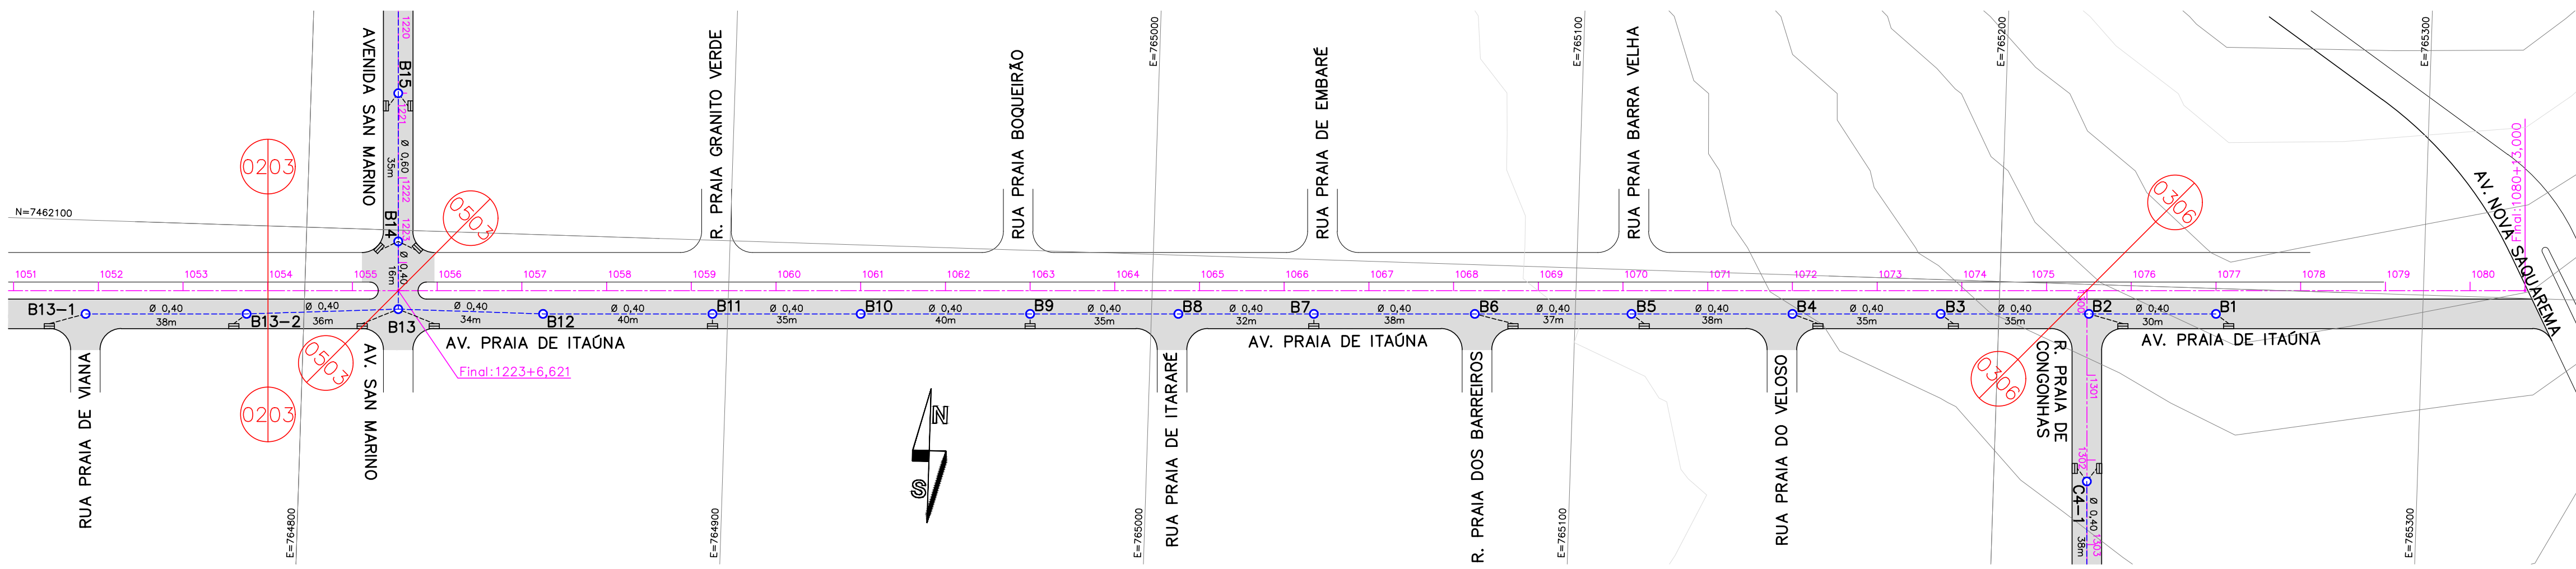 AVENIDA SAN MARINO
1220
B15
1221
Ø 0,60
35m
1222
B14
1223
Ø 0,40
16m
R. PRAIA GRANITO VERDE
RUA PRAIA BOQUEIRÃO
E=765000
RUA PRAIA DE EMBARÉ
E=765100
RUA PRAIA BARRA VELHA
E=765200
E=765300
0203
0503
0306
Final:1080+13,000
AV. NOVA SAQUAREMA
N=7462100
1051 1052 1053 1054 1055 1056 1057 1058 1059 1060 1061 1062 1063 1064 1065 1066 1067 1068 1069 1070 1071 1072 1073 1074 1075 1076 1077 1078 1079 1080
B13-1
Ø 0,40
38m
B13-2
Ø 0,40
36m
B13
Ø 0,40
34m
B12
Ø 0,40
40m
B11
Ø 0,40
35m
B10
Ø 0,40
40m
B9
Ø 0,40
35m
B8
Ø 0,40
32m
B7
Ø 0,40
38m
B6
Ø 0,40
37m
B5
Ø 0,40
38m
B4
Ø 0,40
35m
B3
Ø 0,40
35m
1300
B2
Ø 0,40
30m
B1
AV. PRAIA DE ITAÚNA
AV. PRAIA DE ITAÚNA
AV. PRAIA DE ITAÚNA
0503
0306
Final:1223+6,621
0203
RUA PRAIA DE VIANA
AV. SAN MARINO
N
S
RUA PRAIA DE ITARARÉ
R. PRAIA DOS BARREIROS
RUA PRAIA DO VELOSO
R. PRAIA DE
CONGONHAS
1301
1302
C4-1
Ø 0,40
38m
1303
E=764800
E=764900
E=765000
E=765100
E=765300